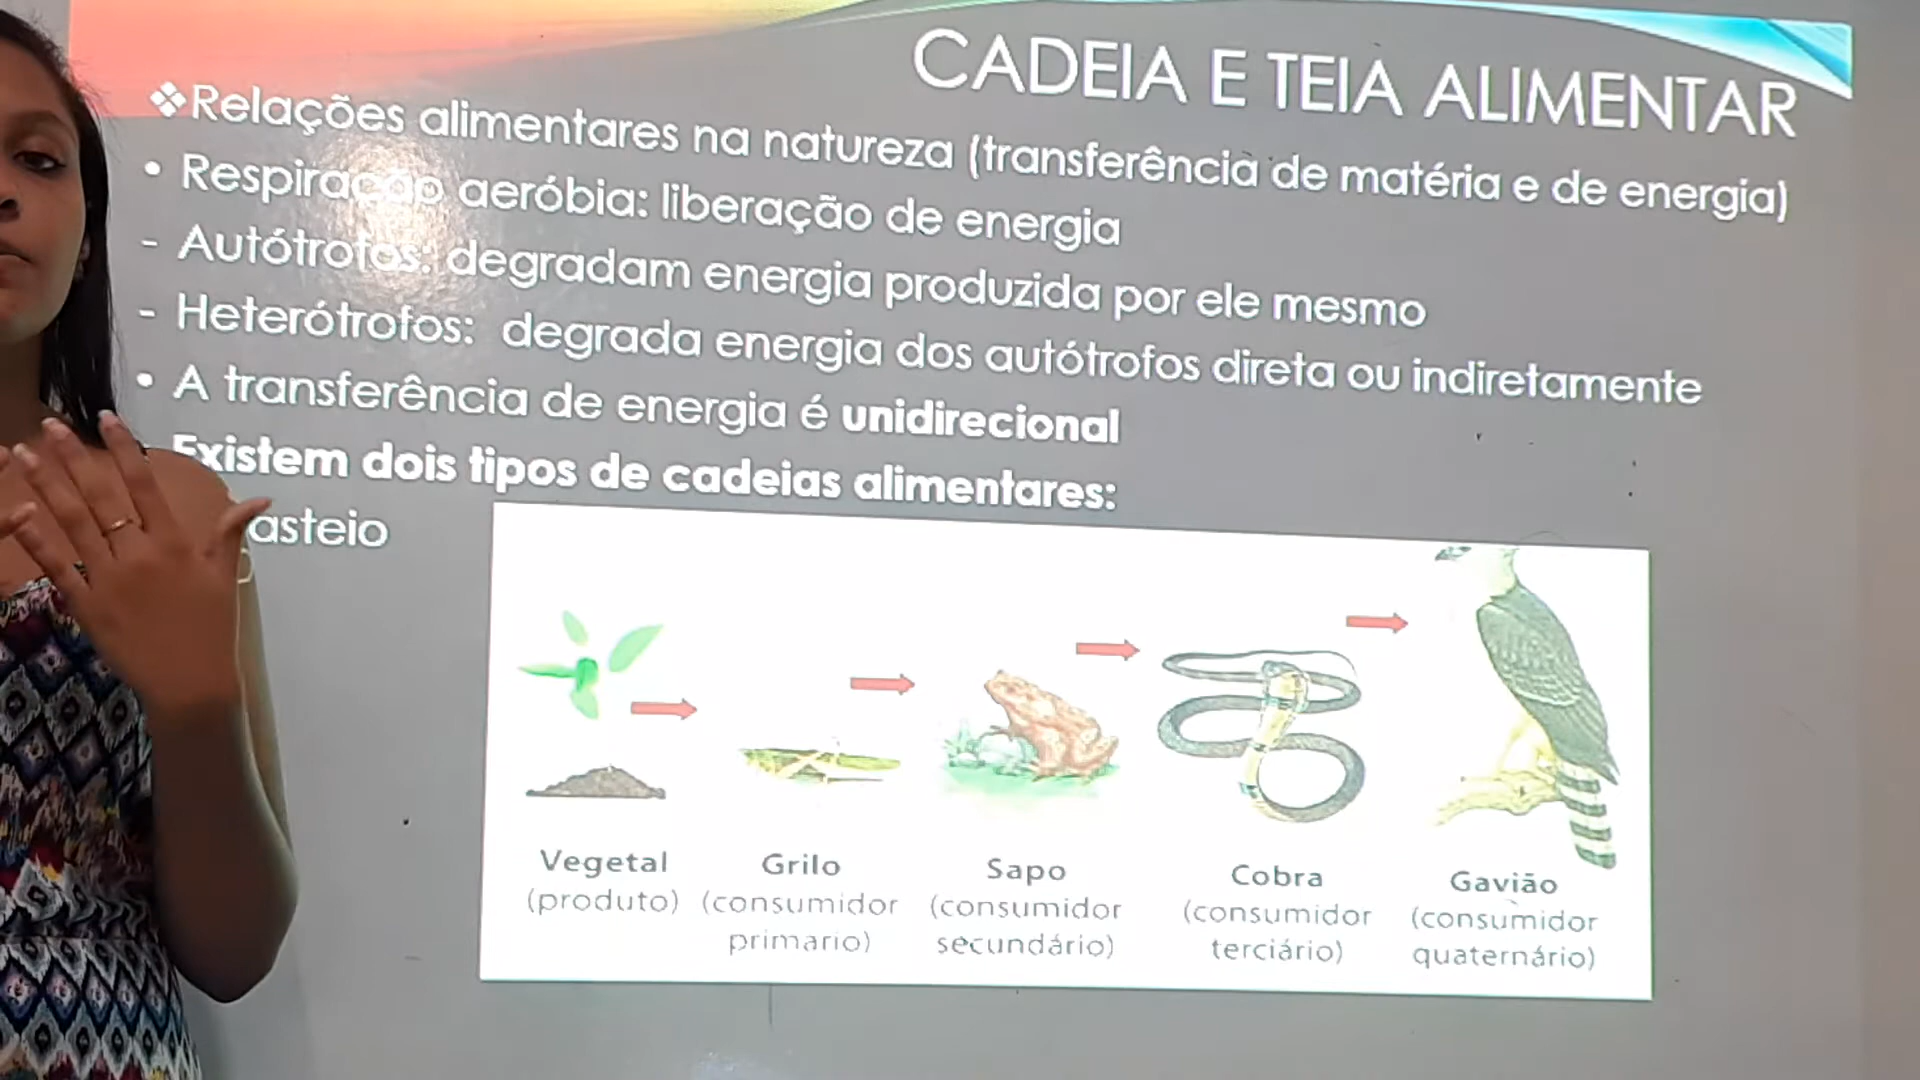 CADEIA E TEIA ALIMENTAR
❖Relações alimentares na natureza (transferência de matéria e de energia)
• Respiração aeróbia: liberação de energia
- Autótrofos: degradam energia produzida por ele mesmo
- Heterótrofos: degrada energia dos autótrofos direta ou indiretamente
• A transferência de energia é unidirecional
Existem dois tipos de cadeias alimentares:
asteio
Vegetal
(produto)
Grilo
(consumidor
primario)
Sapo
(consumidor
secundário)
Cobra
(consumidor
terciário)
Gavião
(consumidor
quaternário)